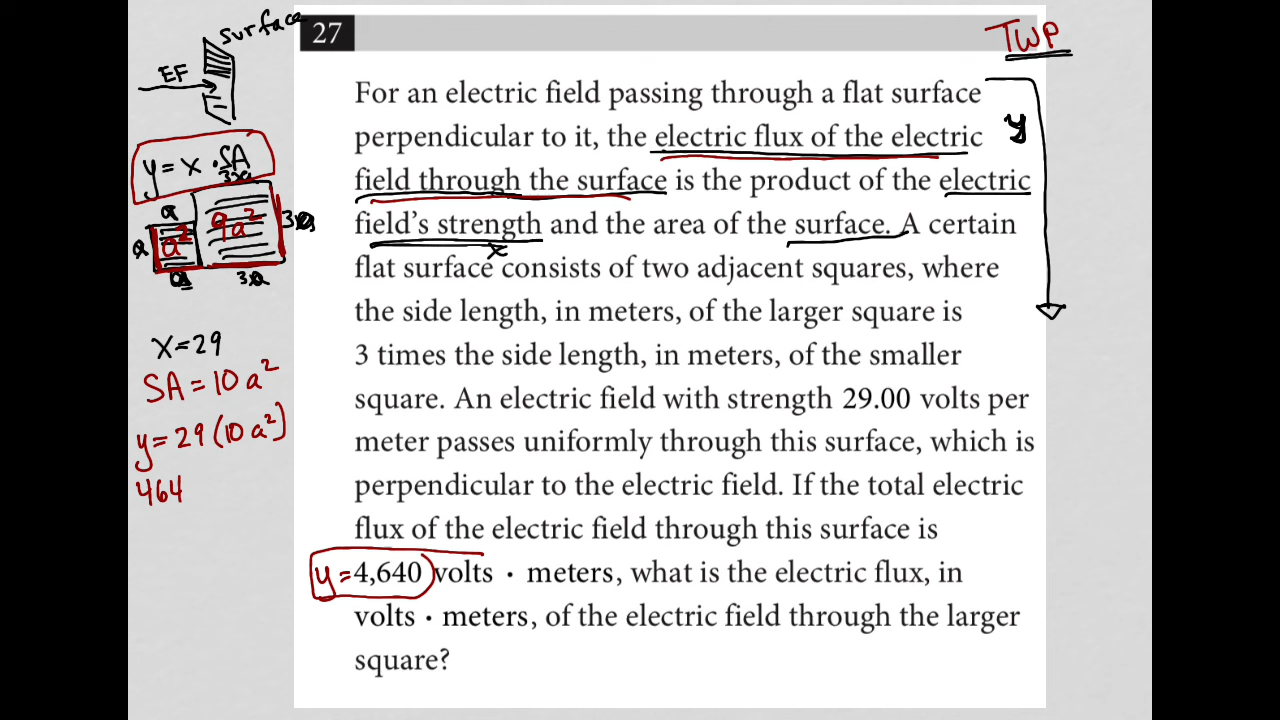 surface
27
TWP
EF
For an electric field passing through a flat surface
y
perpendicular to it, the electric flux of the electric
y = x · SA
field through the surface is the product of the electric
3a
a
3a
field's strength and the area of the surface. A certain
9a²
a
a²
x
flat surface consists of two adjacent squares, where
a
3a
the side length, in meters, of the larger square is
x=29
3 times the side length, in meters, of the smaller
SA = 10a²
square. An electric field with strength 29.00 volts per
y = 29(10a²)
meter passes uniformly through this surface, which is
464
perpendicular to the electric field. If the total electric
flux of the electric field through this surface is
y = 4,640 volts · meters, what is the electric flux, in
volts · meters, of the electric field through the larger
square?